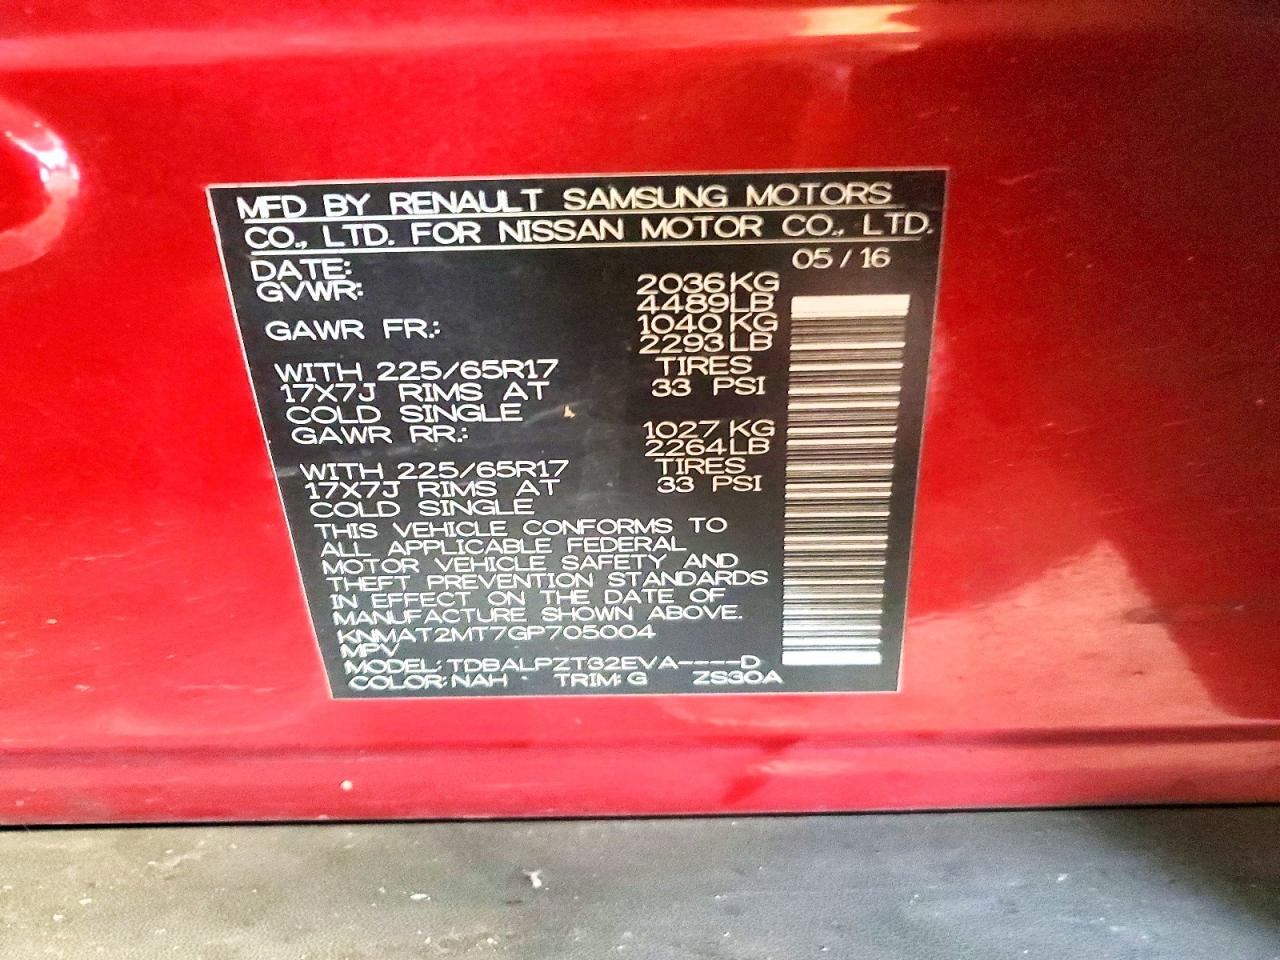 MFD BY RENAULT SAMSUNG MOTORS
CO., LTD. FOR NISSAN MOTOR CO., LTD.
DATE: 05 / 16
GVWR: 2036 KG
4489 LB
GAWR FR.: 1040 KG
2293 LB
WITH 225/65R17 TIRES
17X7J RIMS AT 33 PSI
COLD SINGLE
GAWR RR.: 1027 KG
2264 LB
WITH 225/65R17 TIRES
17X7J RIMS AT 33 PSI
COLD SINGLE
THIS VEHICLE CONFORMS TO
ALL APPLICABLE FEDERAL
MOTOR VEHICLE SAFETY AND
THEFT PREVENTION STANDARDS
IN EFFECT ON THE DATE OF
MANUFACTURE SHOWN ABOVE.
KNMAT2MT7GP705004
MPV
MODEL: TDBALPZT32EVA----D
COLOR: NAH TRIM: G ZS30A